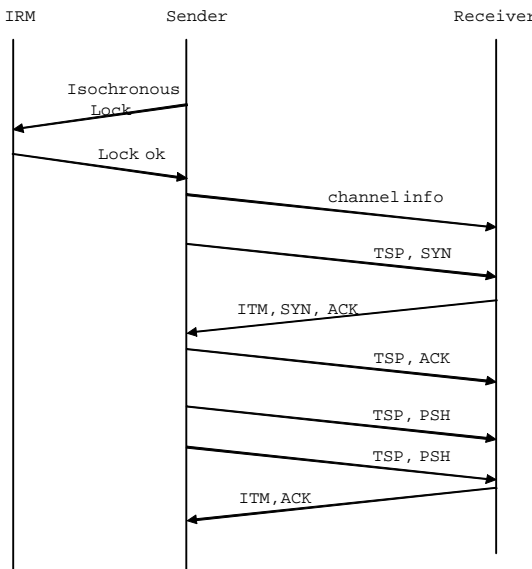 IRM Sender Receiver
Isochronous
Lock
Lock ok
channel info
TSP, SYN
ITM, SYN, ACK
TSP, ACK
TSP, PSH
TSP, PSH
ITM, ACK